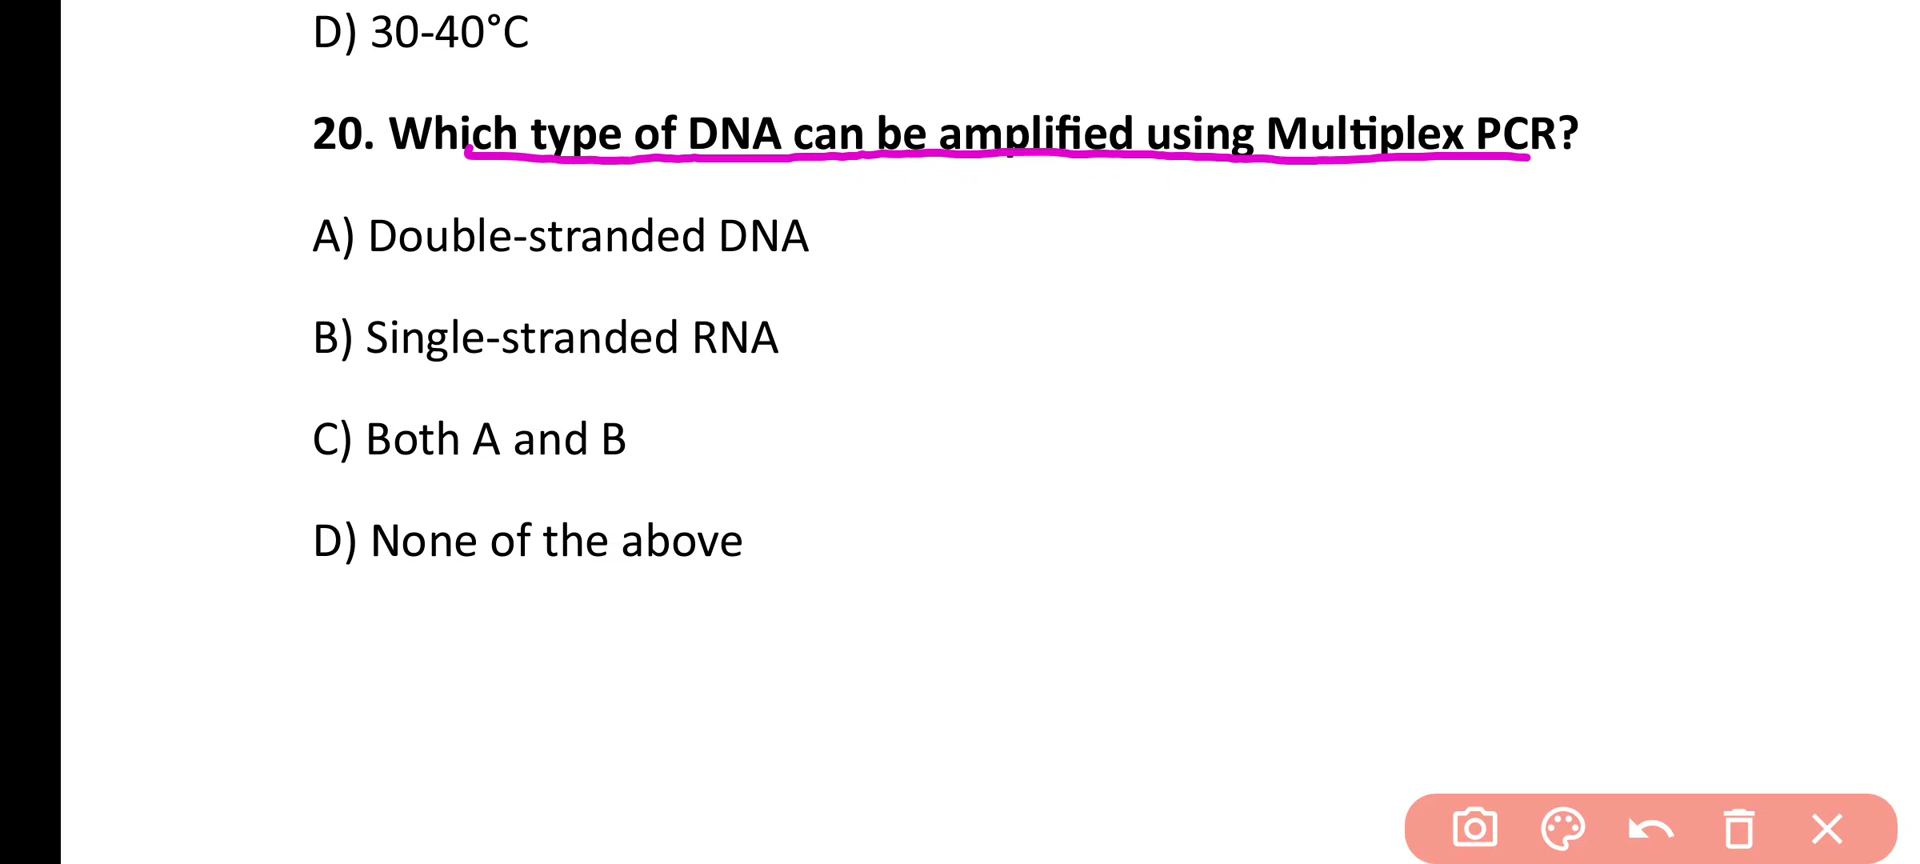 D) 30-40°C
20. Which type of DNA can be amplified using Multiplex PCR?
A) Double-stranded DNA
B) Single-stranded RNA
C) Both A and B
D) None of the above